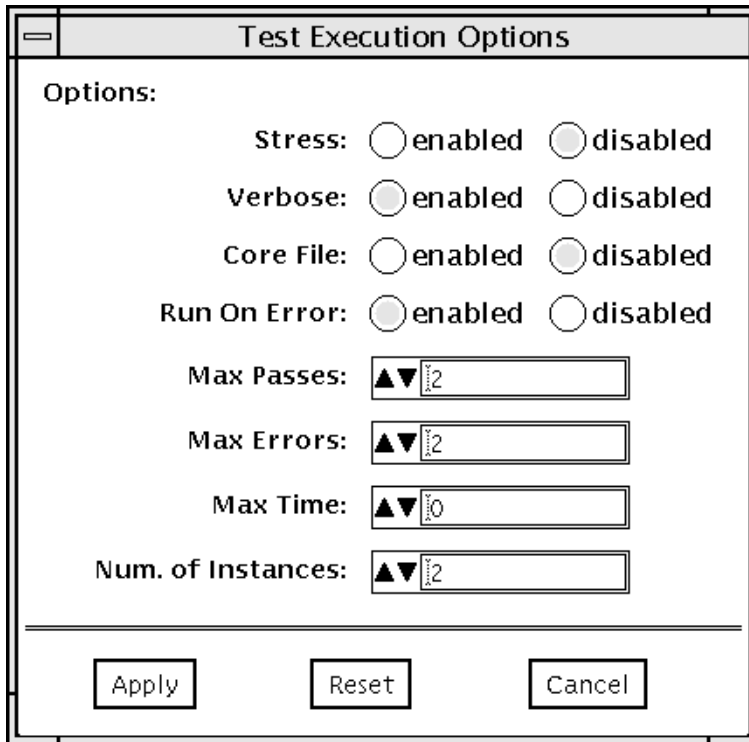 Test Execution Options
Options:
Stress: enabled disabled
Verbose: enabled disabled
Core File: enabled disabled
Run On Error: enabled disabled
Max Passes: 2
Max Errors: 2
Max Time: 0
Num. of Instances: 2
Apply Reset Cancel